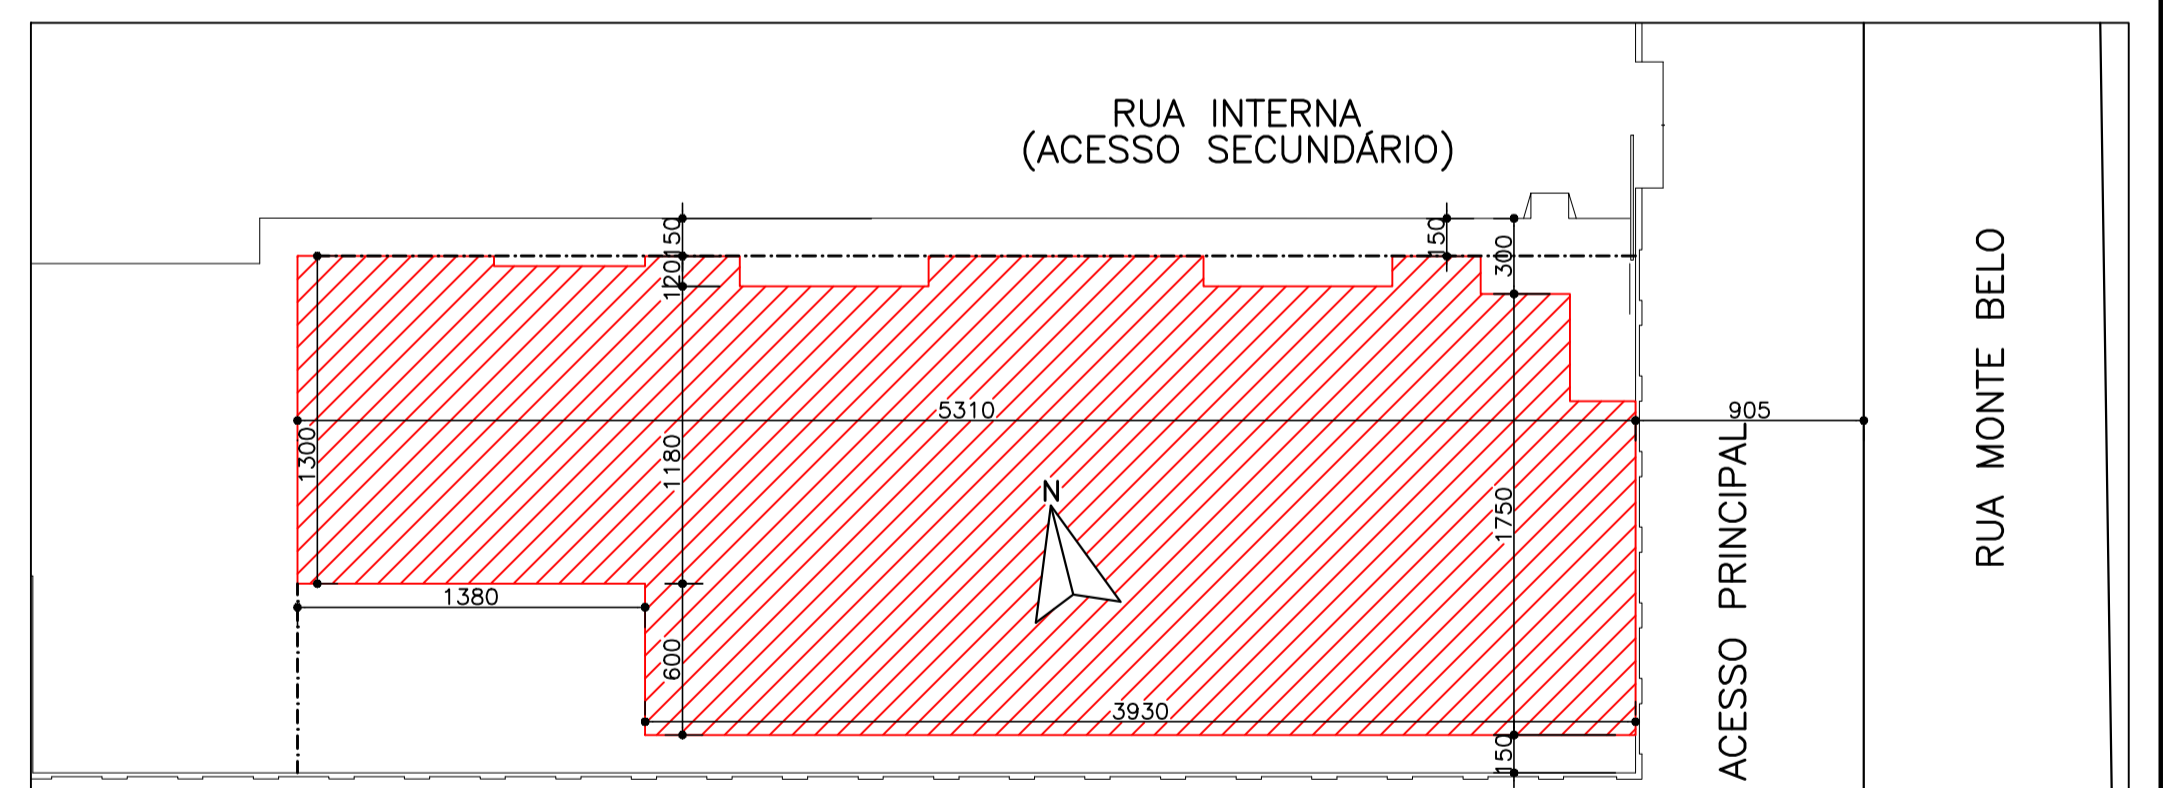 RUA INTERNA
(ACESSO SECUNDÁRIO)
150
120
150
300
5310
905
1300
1180
1750
N
1380
600
3930
150
ACESSO PRINCIPAL
RUA MONTE BELO